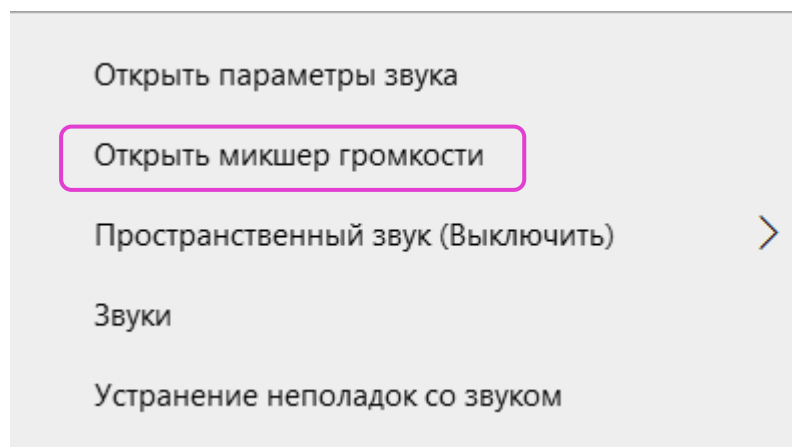 Открыть параметры звука
Открыть микшер громкости
Пространственный звук (Выключить)
Звуки
Устранение неполадок со звуком